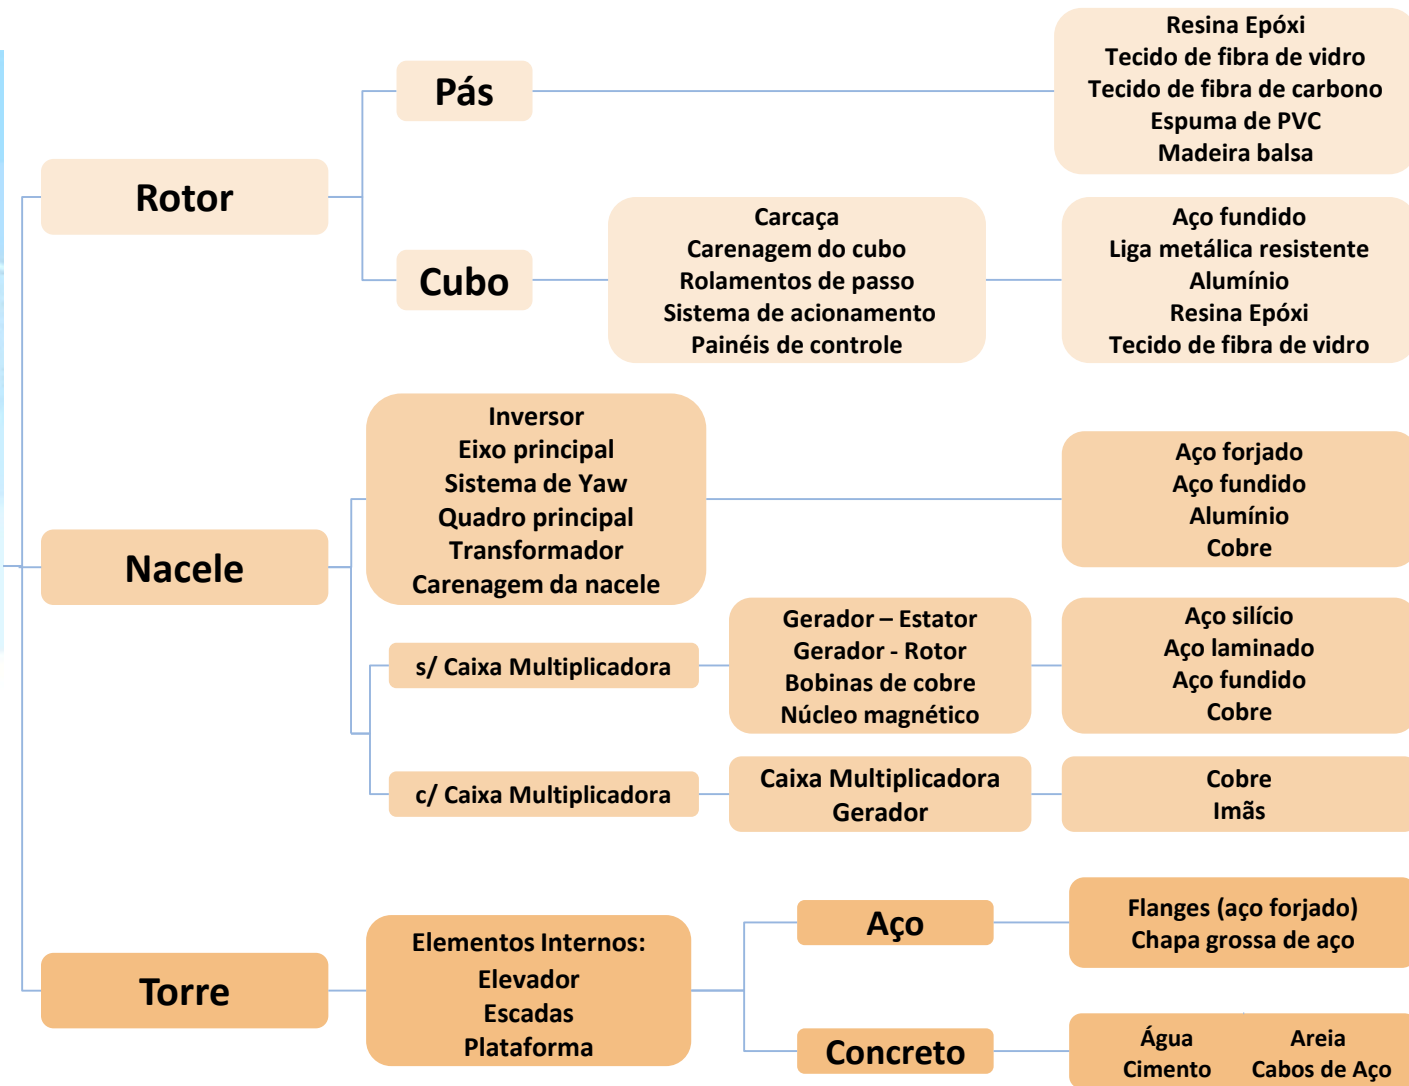 Rotor
Pás
Resina Epóxi
Tecido de fibra de vidro
Tecido de fibra de carbono
Espuma de PVC
Madeira balsa
Cubo
Carcaça
Carenagem do cubo
Rolamentos de passo
Sistema de acionamento
Painéis de controle
Aço fundido
Liga metálica resistente
Alumínio
Resina Epóxi
Tecido de fibra de vidro
Nacele
Inversor
Eixo principal
Sistema de Yaw
Quadro principal
Transformador
Carenagem da nacele
Aço forjado
Aço fundido
Alumínio
Cobre
s/ Caixa Multiplicadora
Gerador – Estator
Gerador - Rotor
Bobinas de cobre
Núcleo magnético
Aço silício
Aço laminado
Aço fundido
Cobre
c/ Caixa Multiplicadora
Caixa Multiplicadora
Gerador
Cobre
Imãs
Torre
Elementos Internos:
Elevador
Escadas
Plataforma
Aço
Flanges (aço forjado)
Chapa grossa de aço
Concreto
Água
Cimento
Areia
Cabos de Aço